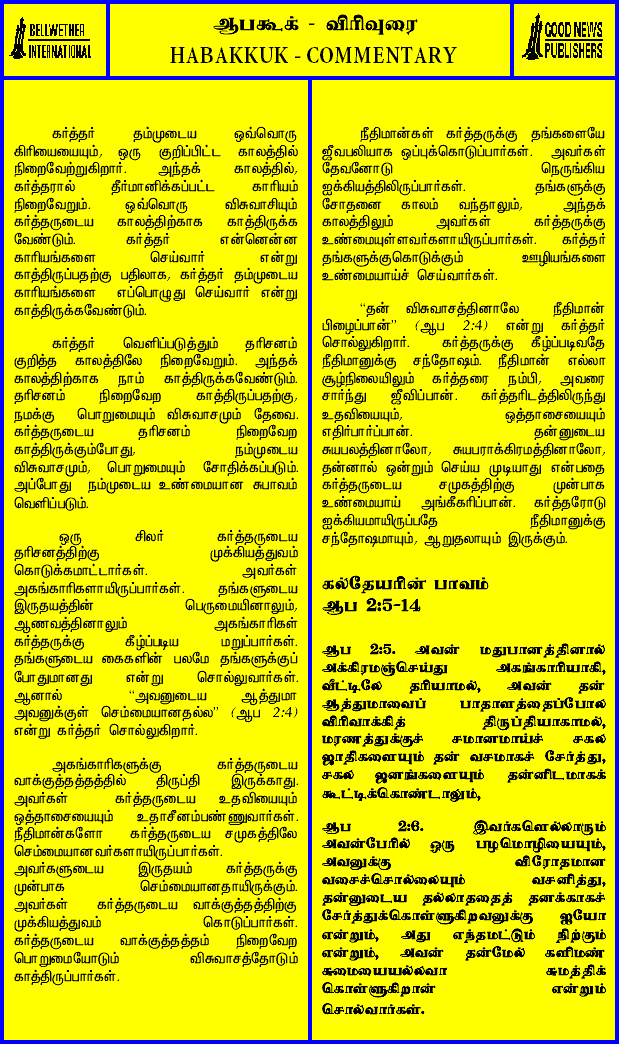 BELLWETHER
INTERNATIONAL
ஆபகூக் - விரிவுரை
HABAKKUK - COMMENTARY
GOOD NEWS
PUBLISHERS
கர்த்தர் தம்முடைய ஒவ்வொரு
கிரியையையும், ஒரு குறிப்பிட்ட காலத்தில்
நிறைவேற்றுகிறார். அந்தக் காலத்தில்,
கர்த்தரால் தீர்மானிக்கப்பட்ட காரியம்
நிறைவேறும். ஒவ்வொரு விசுவாசியும்
கர்த்தருடைய காலத்திற்காக காத்திருக்க
வேண்டும். கர்த்தர் என்னென்ன
காரியங்களை செய்வார் என்று
காத்திருப்பதற்கு பதிலாக, கர்த்தர் தம்முடைய
காரியங்களை எப்பொழுது செய்வார் என்று
காத்திருக்கவேண்டும்.
கர்த்தர் வெளிப்படுத்தும் தரிசனம்
குறித்த காலத்திலே நிறைவேறும். அந்தக்
காலத்திற்காக நாம் காத்திருக்கவேண்டும்.
தரிசனம் நிறைவேற காத்திருப்பதற்கு,
நமக்கு பொறுமையும் விசுவாசமும் தேவை.
கர்த்தருடைய தரிசனம் நிறைவேற
காத்திருக்கும்போது, நம்முடைய
விசுவாசமும், பொறுமையும் சோதிக்கப்படும்.
அப்போது நம்முடைய உண்மையான சுபாவம்
வெளிப்படும்.
ஒரு சிலர் கர்த்தருடைய
தரிசனத்திற்கு முக்கியத்துவம்
கொடுக்கமாட்டார்கள். அவர்கள்
அகங்காரிகளாயிருப்பார்கள். தங்களுடைய
இருதயத்தின் பெருமையினாலும்,
ஆணவத்தினாலும் அகங்காரிகள்
கர்த்தருக்கு கீழ்ப்படிய மறுப்பார்கள்.
தங்களுடைய கைகளின் பலமே தங்களுக்குப்
போதுமானது என்று சொல்லுவார்கள்.
ஆனால் “அவனுடைய ஆத்துமா
அவனுக்குள் செம்மையானதல்ல” (ஆப 2:4)
என்று கர்த்தர் சொல்லுகிறார்.
அகங்காரிகளுக்கு கர்த்தருடைய
வாக்குத்தத்தத்தில் திருப்தி இருக்காது.
அவர்கள் கர்த்தருடைய உதவியையும்
ஒத்தாசையையும் உதாசீனம்பண்ணுவார்கள்.
நீதிமான்களோ கர்த்தருடைய சமுகத்திலே
செம்மையானவர்களாயிருப்பார்கள்.
அவர்களுடைய இருதயம் கர்த்தருக்கு
முன்பாக செம்மையானதாயிருக்கும்.
அவர்கள் கர்த்தருடைய வாக்குத்தத்திற்கு
முக்கியத்துவம் கொடுப்பார்கள்.
கர்த்தருடைய வாக்குத்தத்தம் நிறைவேற
பொறுமையோடும் விசுவாசத்தோடும்
காத்திருப்பார்கள்.
நீதிமான்கள் கர்த்தருக்கு தங்களையே
ஜீவபலியாக ஒப்புக்கொடுப்பார்கள். அவர்கள்
தேவனோடு நெருங்கிய
ஐக்கியத்திலிருப்பார்கள். தங்களுக்கு
சோதனை காலம் வந்தாலும், அந்தக்
காலத்திலும் அவர்கள் கர்த்தருக்கு
உண்மையுள்ளவர்களாயிருப்பார்கள். கர்த்தர்
தங்களுக்குகொடுக்கும் ஊழியங்களை
உண்மையாய்ச் செய்வார்கள்.
“தன் விசுவாசத்தினாலே நீதிமான்
பிழைப்பான்” (ஆப 2:4) என்று கர்த்தர்
சொல்லுகிறார். கர்த்தருக்கு கீழ்ப்படிவதே
நீதிமானுக்கு சந்தோஷம். நீதிமான் எல்லா
சூழ்நிலையிலும் கர்த்தரை நம்பி, அவரை
சார்ந்து ஜீவிப்பான். கர்த்தரிடத்திலிருந்து
உதவியையும், ஒத்தாசையையும்
எதிர்பார்ப்பான். தன்னுடைய
சுயபலத்தினாலோ, சுயபராக்கிரமத்தினாலோ,
தன்னால் ஒன்றும் செய்ய முடியாது என்பதை
கர்த்தருடைய சமுகத்திற்கு முன்பாக
உண்மையாய் அங்கீகரிப்பான். கர்த்தரோடு
ஐக்கியமாயிருப்பதே நீதிமானுக்கு
சந்தோஷமாயும், ஆறுதலாயும் இருக்கும்.
கல்தேயரின் பாவம்
ஆப 2:5-14
ஆப 2:5. அவன் மதுபானத்தினால்
அக்கிரமஞ்செய்து அகங்காரியாகி,
வீட்டிலே தரியாமல், அவன் தன்
ஆத்துமாவைப் பாதாளத்தைப்போல
விரிவாக்கித் திருப்தியாகாமல்,
மரணத்துக்குச் சமானமாய்ச் சகல
ஜாதிகளையும் தன் வசமாகச் சேர்த்து,
சகல ஜனங்களையும் தன்னிடமாகக்
கூட்டிக்கொண்டாலும்,
ஆப 2:6. இவர்களெல்லாரும்
அவன்பேரில் ஒரு பழமொழியையும்,
அவனுக்கு விரோதமான
வசைச்சொல்லையும் வசனித்து,
தன்னுடைய தல்லாததைத் தனக்காகச்
சேர்த்துக்கொள்ளுகிறவனுக்கு ஐயோ
என்றும், அது எந்தமட்டும் நிற்கும்
என்றும், அவன் தன்மேல் களிமண்
சுமையையல்லவா சுமத்திக்
கொள்ளுகிறான் என்றும்
சொல்வார்கள்.